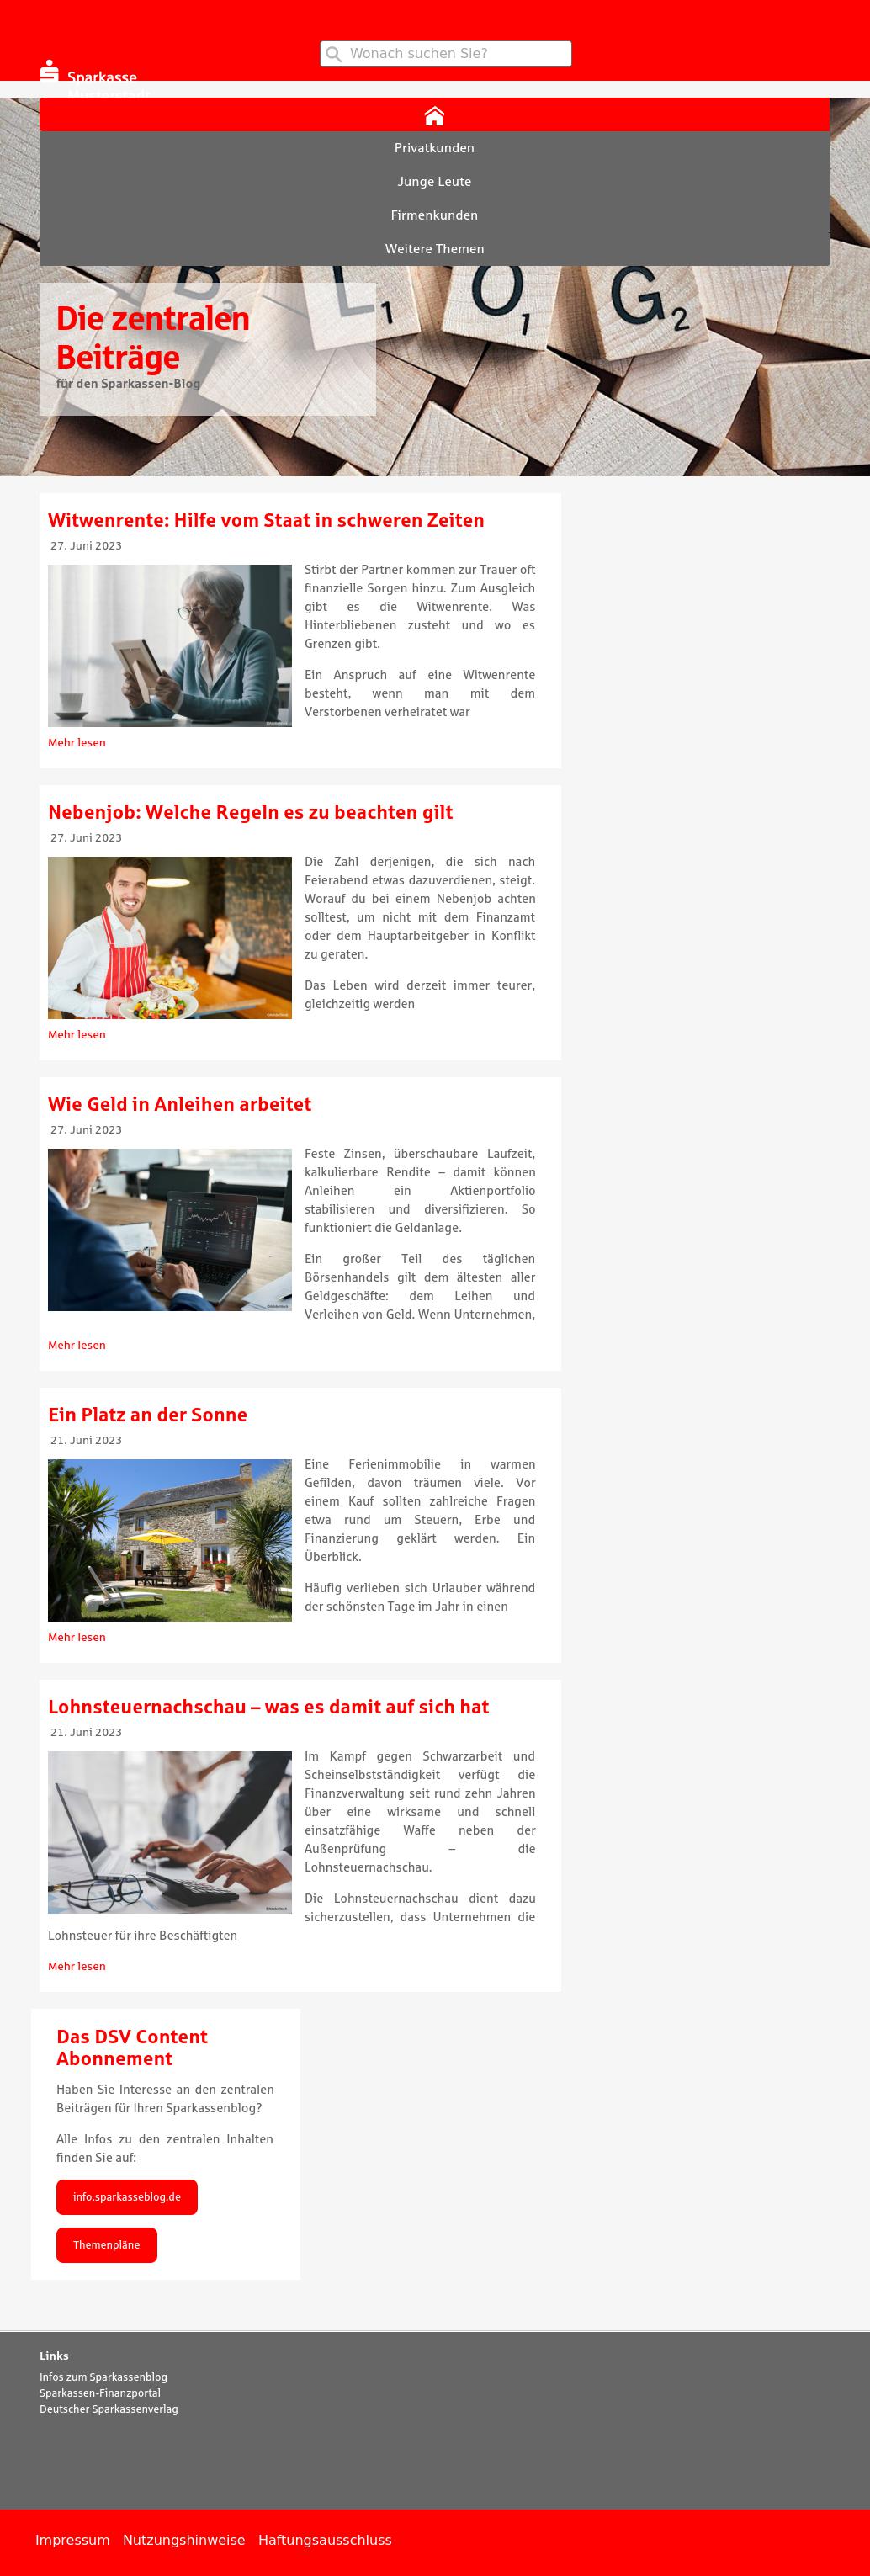 Wonach suchen Sie?
Sparkasse
Privatkunden
Junge Leute
Firmenkunden
Weitere Themen
B L O G
3 1 2
Die zentralen
Beiträge
für den Sparkassen-Blog
Witwenrente: Hilfe vom Staat in schweren Zeiten
27. Juni 2023
Stirbt der Partner kommen zur Trauer oft
finanzielle Sorgen hinzu. Zum Ausgleich
gibt es die Witwenrente. Was
Hinterbliebenen zusteht und wo es
Grenzen gibt.
Ein Anspruch auf eine Witwenrente
besteht, wenn man mit dem
Verstorbenen verheiratet war
Mehr lesen
Nebenjob: Welche Regeln es zu beachten gilt
27. Juni 2023
Die Zahl derjenigen, die sich nach
Feierabend etwas dazuverdienen, steigt.
Worauf du bei einem Nebenjob achten
solltest, um nicht mit dem Finanzamt
oder dem Hauptarbeitgeber in Konflikt
zu geraten.
Das Leben wird derzeit immer teurer,
gleichzeitig werden
Mehr lesen
Wie Geld in Anleihen arbeitet
27. Juni 2023
Feste Zinsen, überschaubare Laufzeit,
kalkulierbare Rendite – damit können
Anleihen ein Aktienportfolio
stabilisieren und diversifizieren. So
funktioniert die Geldanlage.
Ein großer Teil des täglichen
Börsenhandels gilt dem ältesten aller
Geldgeschäfte: dem Leihen und
Verleihen von Geld. Wenn Unternehmen,
Mehr lesen
Ein Platz an der Sonne
21. Juni 2023
Eine Ferienimmobilie in warmen
Gefilden, davon träumen viele. Vor
einem Kauf sollten zahlreiche Fragen
etwa rund um Steuern, Erbe und
Finanzierung geklärt werden. Ein
Überblick.
Häufig verlieben sich Urlauber während
der schönsten Tage im Jahr in einen
Mehr lesen
Lohnsteuernachschau – was es damit auf sich hat
21. Juni 2023
Im Kampf gegen Schwarzarbeit und
Scheinselbstständigkeit verfügt die
Finanzverwaltung seit rund zehn Jahren
über eine wirksame und schnell
einsatzfähige Waffe neben der
Außenprüfung – die
Lohnsteuernachschau.
Die Lohnsteuernachschau dient dazu
sicherzustellen, dass Unternehmen die
Lohnsteuer für ihre Beschäftigten
Mehr lesen
Das DSV Content
Abonnement
Haben Sie Interesse an den zentralen
Beiträgen für Ihren Sparkassenblog?
Alle Infos zu den zentralen Inhalten
finden Sie auf:
info.sparkasseblog.de
Themenpläne
Links
Infos zum Sparkassenblog
Sparkassen-Finanzportal
Deutscher Sparkassenverlag
Impressum Nutzungshinweise Haftungsausschluss